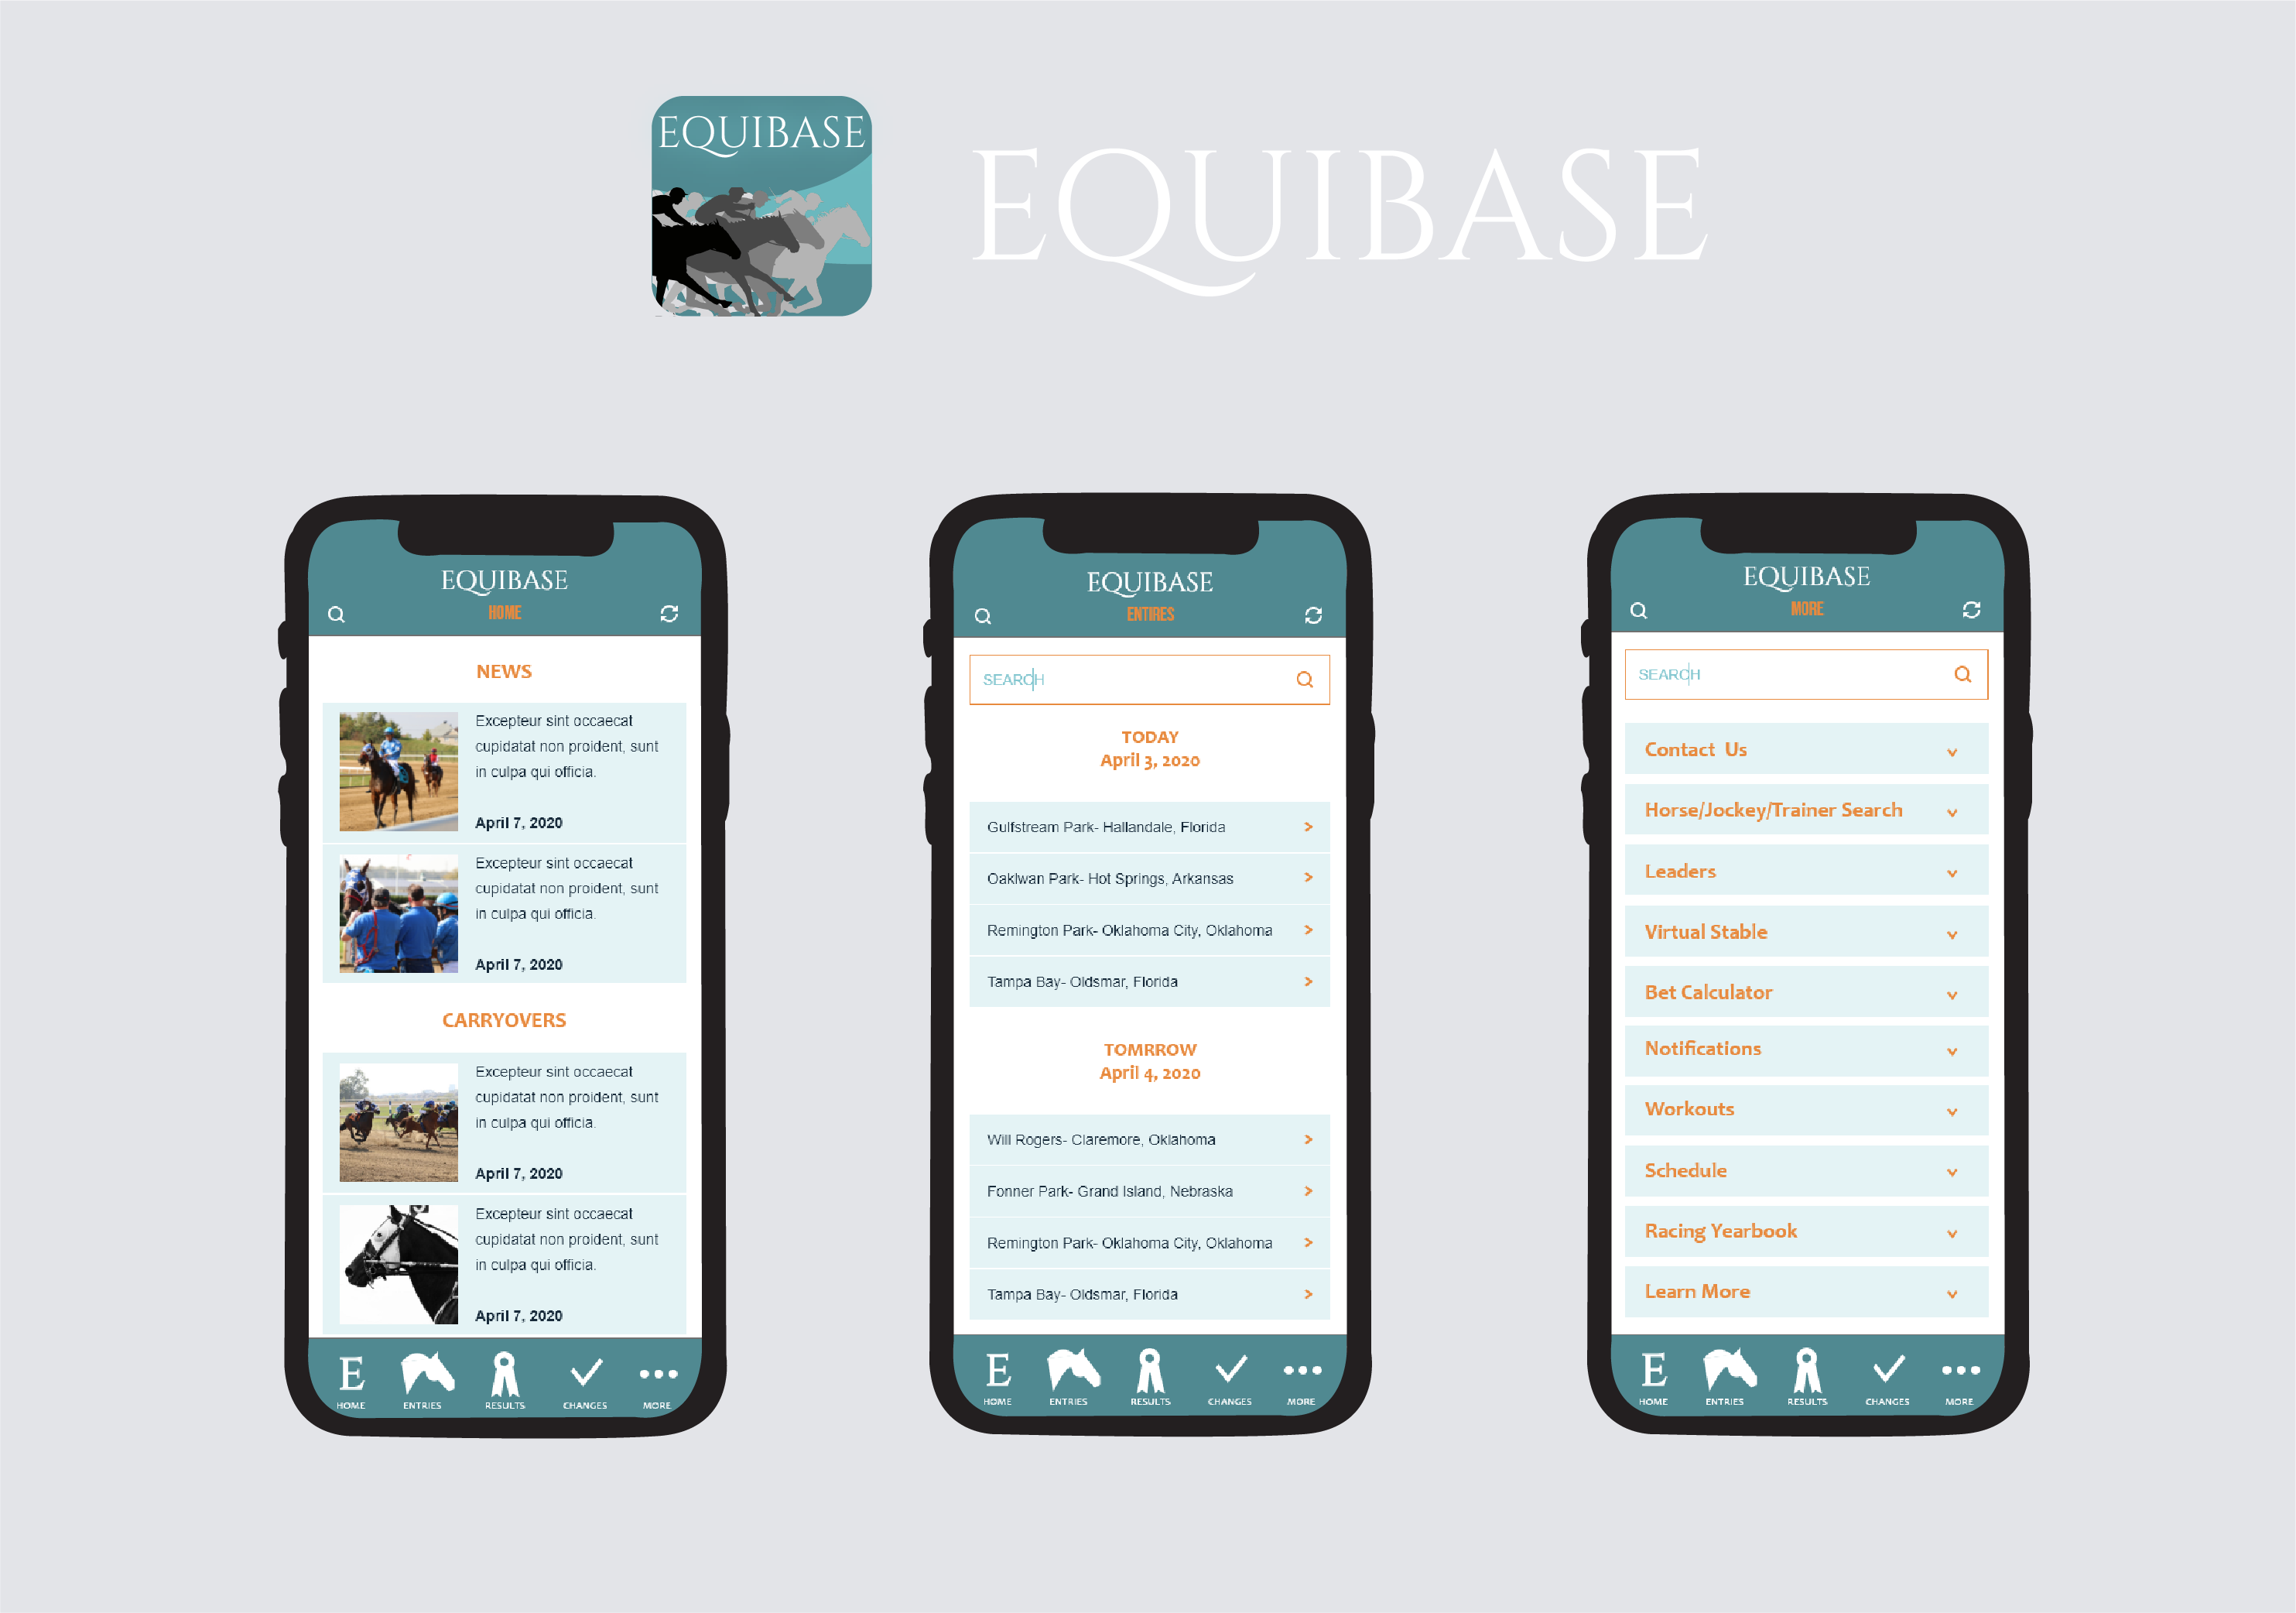 EQUIBASE
EQUIBASE
EQUIBASE
HOME
NEWS
Excepteur sint occaecat
cupidatat non proident, sunt
in culpa qui officia.
April 7, 2020
Excepteur sint occaecat
cupidatat non proident, sunt
in culpa qui officia.
April 7, 2020
CARRYOVERS
Excepteur sint occaecat
cupidatat non proident, sunt
in culpa qui officia.
April 7, 2020
Excepteur sint occaecat
cupidatat non proident, sunt
in culpa qui officia.
April 7, 2020
E
HOME ENTRIES RESULTS CHANGES MORE
EQUIBASE
ENTIRES
SEARCH
TODAY
April 3, 2020
Gulfstream Park- Hallandale, Florida
Oaklwan Park- Hot Springs, Arkansas
Remington Park- Oklahoma City, Oklahoma
Tampa Bay- Oldsmar, Florida
TOMRROW
April 4, 2020
Will Rogers- Claremore, Oklahoma
Fonner Park- Grand Island, Nebraska
Remington Park- Oklahoma City, Oklahoma
Tampa Bay- Oldsmar, Florida
E
HOME ENTRIES RESULTS CHANGES MORE
EQUIBASE
MORE
SEARCH
Contact Us
Horse/Jockey/Trainer Search
Leaders
Virtual Stable
Bet Calculator
Notifications
Workouts
Schedule
Racing Yearbook
Learn More
E
HOME ENTRIES RESULTS CHANGES MORE